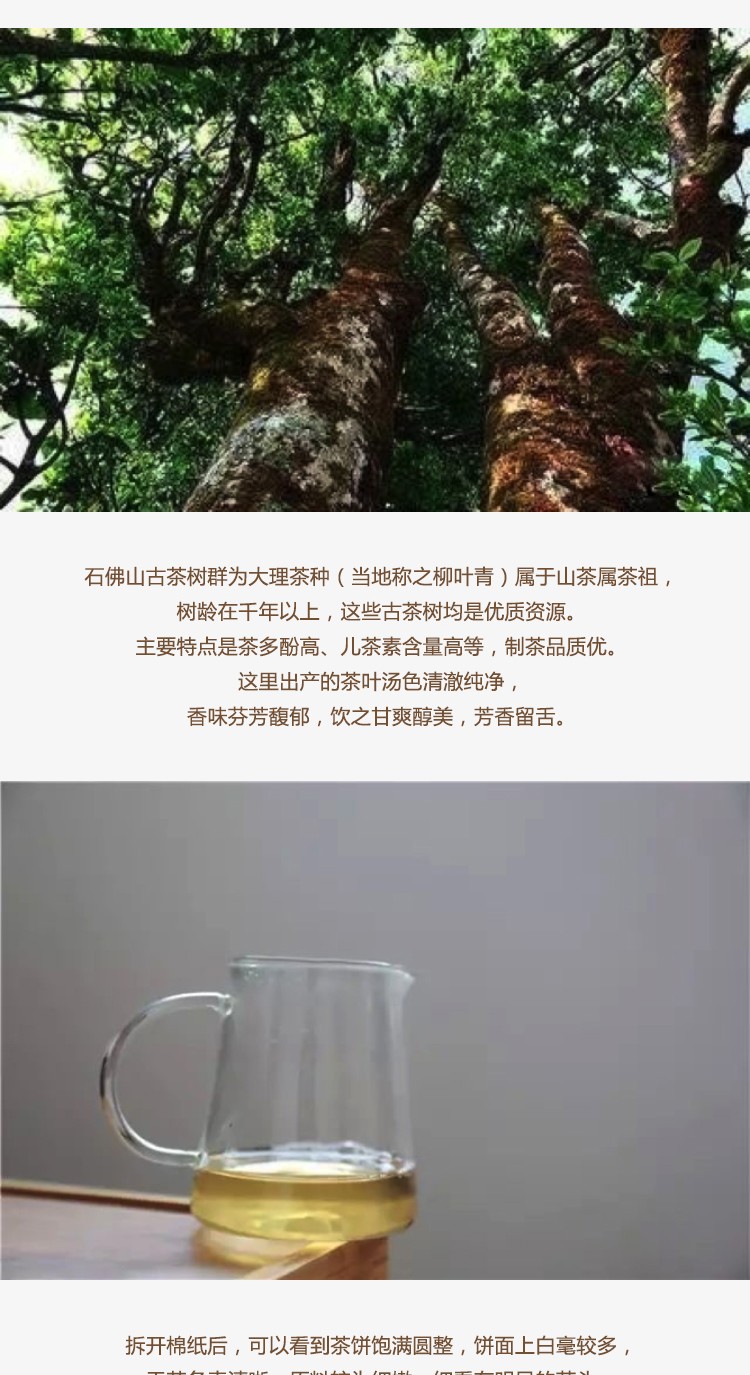 石佛山古茶树群为大理茶种（当地称之柳叶青）属于山茶属茶祖，
树龄在千年以上，这些古茶树均是优质资源。
主要特点是茶多酚高、儿茶素含量高等，制茶品质优。
这里出产的茶叶汤色清澈纯净，
香味芬芳馥郁，饮之甘爽醇美，芳香留舌。
拆开棉纸后，可以看到茶饼饱满圆整，饼面上白毫较多，